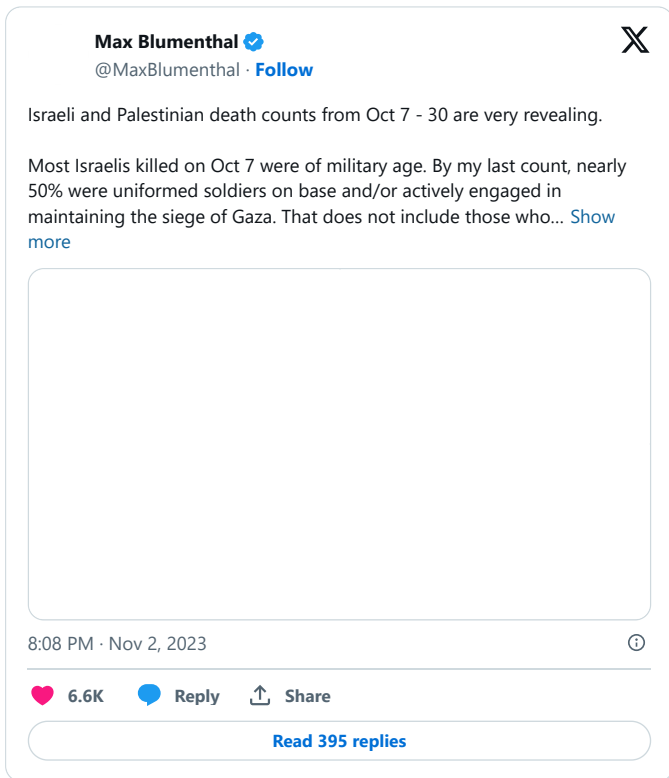 Max Blumenthal
@MaxBlumenthal · Follow
Israeli and Palestinian death counts from Oct 7 - 30 are very revealing.
Most Israelis killed on Oct 7 were of military age. By my last count, nearly
50% were uniformed soldiers on base and/or actively engaged in
maintaining the siege of Gaza. That does not include those who... Show
more
8:08 PM · Nov 2, 2023
6.6K Reply Share
Read 395 replies